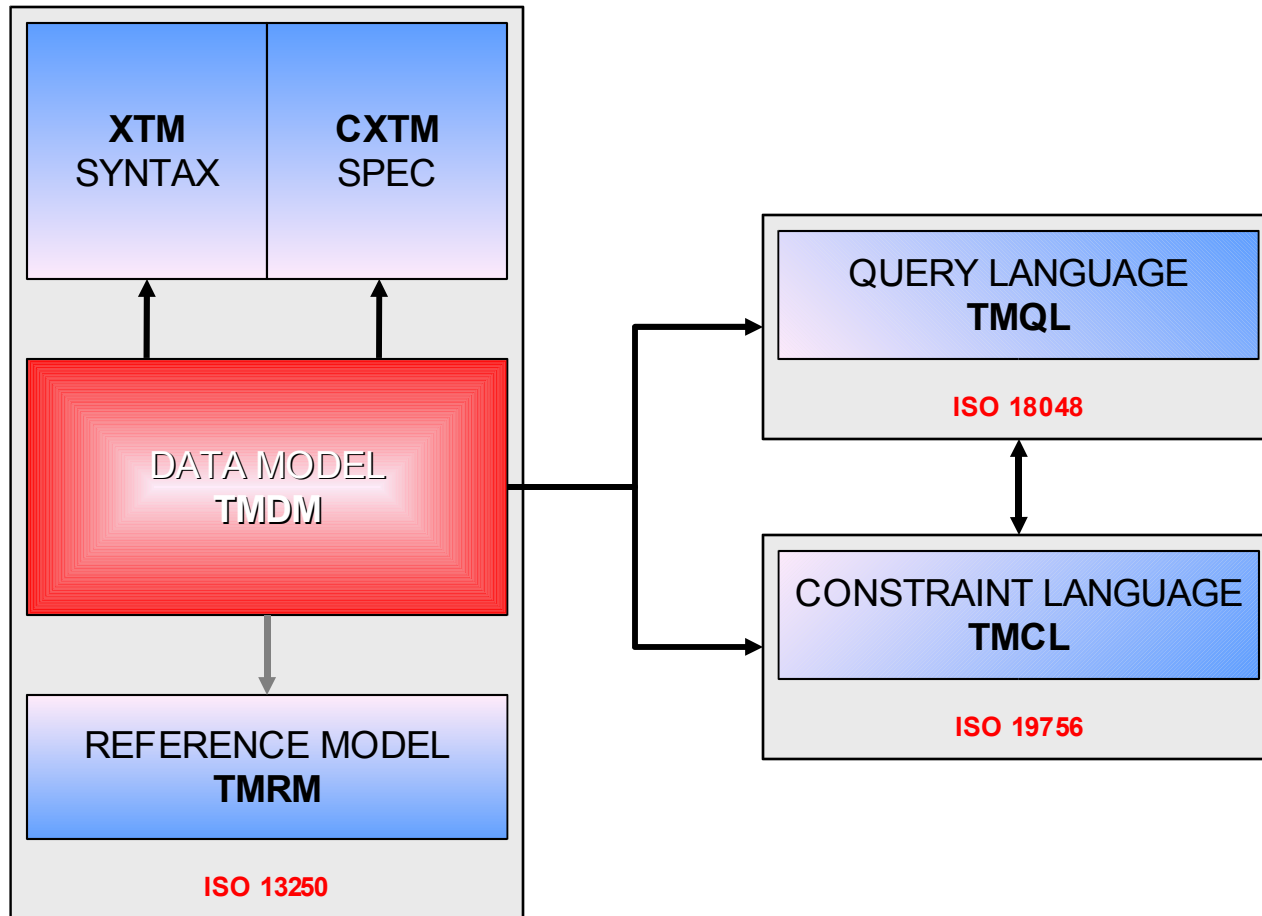 XTM
SYNTAX
CXTM
SPEC
DATA MODEL
TMDM
REFERENCE MODEL
TMRM
ISO 13250
QUERY LANGUAGE
TMQL
ISO 18048
CONSTRAINT LANGUAGE
TMCL
ISO 19756